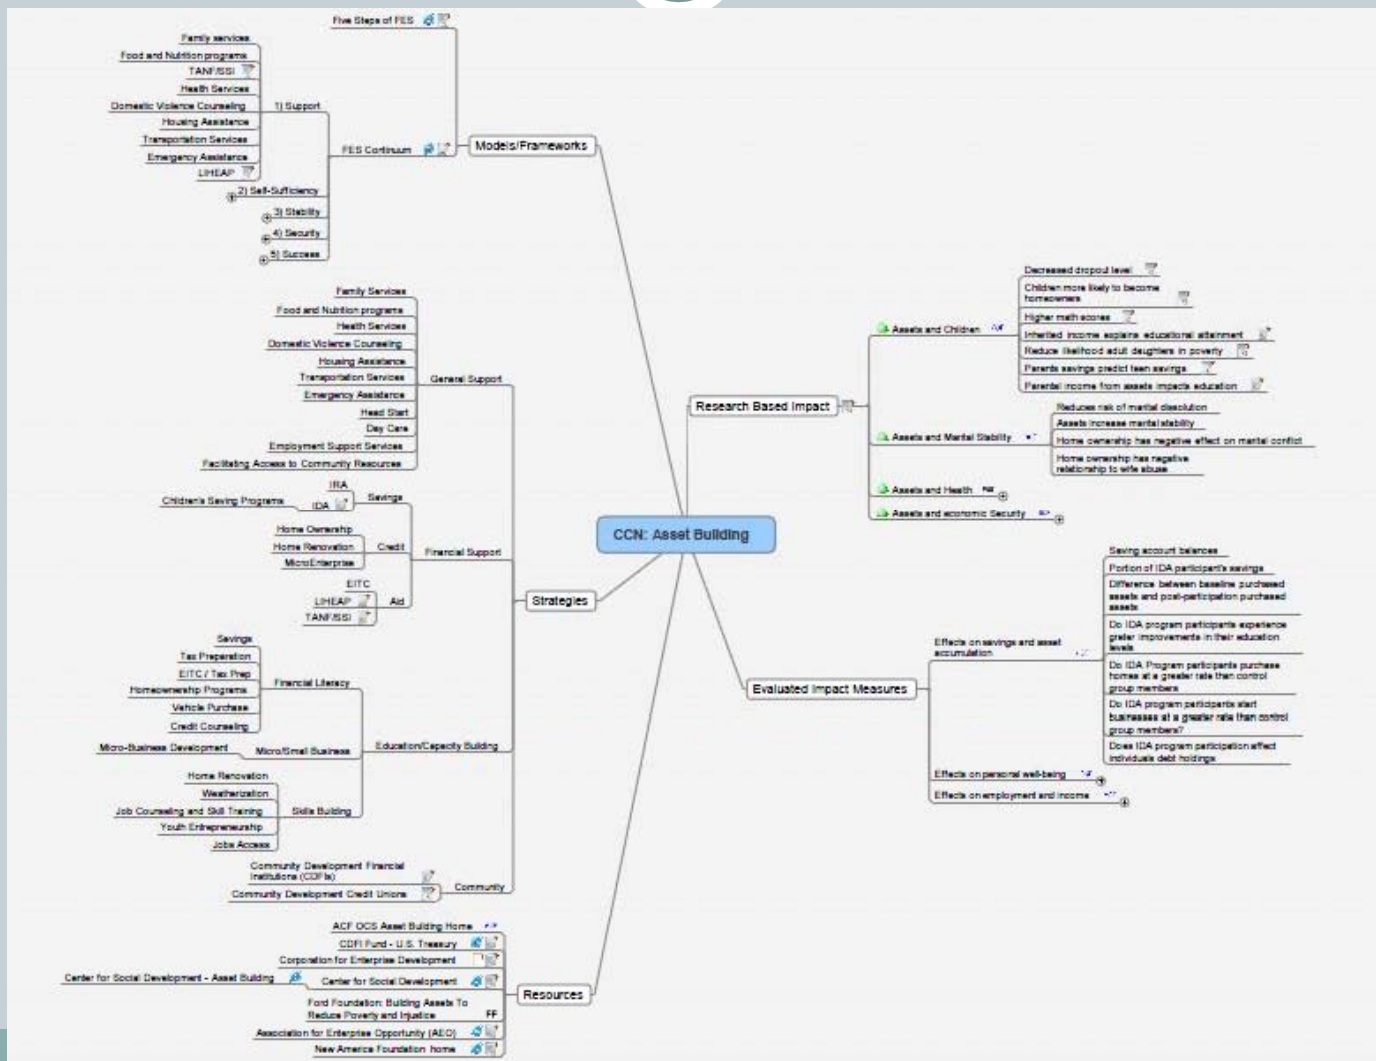 Five Steps of FES
Family services
Food and Nutrition programs
TANF/SSI
Health Services
Domestic Violence Counseling
Housing Assistance
Transportation Services
Emergency Assistance
LIHEAP
1) Support
2) Self-Sufficiency
3) Stability
4) Security
5) Success
FES Continuum
Models/Frameworks
Family Services
Food and Nutrition programs
Health Services
Domestic Violence Counseling
Housing Assistance
Transportation Services
Emergency Assistance
Head Start
Day Care
Employment Support Services
Facilitating Access to Community Resources
General Support
IRA
Children's Saving Programs
IDA
Savings
Home Ownership
Home Renovation
MicroEnterprise
Credit
EITC
LIHEAP
TANF/SSI
Aid
Financial Support
Savings
Tax Preparation
EITC / Tax Prep
Homeownership Programs
Vehicle Purchase
Credit Counseling
Financial Literacy
Micro-Business Development
Micro/Small Business
Home Renovation
Weatherization
Job Counseling and Skill Training
Youth Entrepreneurship
Jobs Access
Skills Building
Education/Capacity Building
Community Development Financial
Institutions (CDFIs)
Community Development Credit Unions
Community
Strategies
ACF OCS Asset Building Home
CDFI Fund - U.S. Treasury
Corporation for Enterprise Development
Center for Social Development - Asset Building
Center for Social Development
Ford Foundation: Building Assets To
Reduce Poverty and Injustice
FF
Association for Enterprise Opportunity (AEO)
New America Foundation home
Resources
CCN: Asset Building
Research Based Impact
Assets and Children
Decreased dropout level
Children more likely to become
homeowners
Higher math scores
Inherited income explains educational attainment
Reduce likelihood adult daughters in poverty
Parents savings predict teen savings
Parental income from assets impacts education
Assets and Marital Stability
Reduces risk of marital dissolution
Assets increase marital stability
Home ownership has negative effect on marital conflict
Home ownership has negative
relationship to wife abuse
Assets and Health
Assets and economic Security
Evaluated Impact Measures
Effects on savings and asset
accumulation
Saving account balances
Portion of IDA participant's savings
Difference between baseline purchased
assets and post-participation purchased
assets
Do IDA program participants experience
greter improvements in their education
levels
Do IDA Program participants purchase
homes at a greater rate than control
group members
Do IDA program participants start
businesses at a greater rate than control
group members?
Does IDA program participation affect
individuals debt holdings
Effects on personal well-being
Effects on employment and income